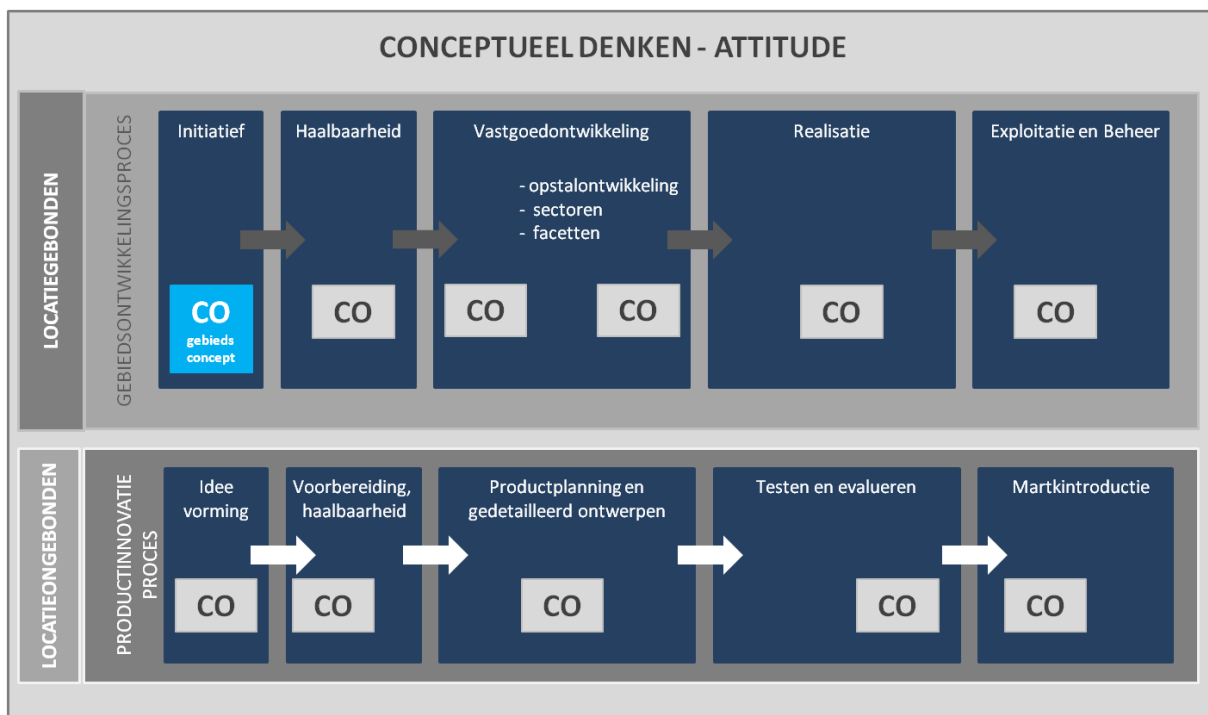 CONCEPTUEEL DENKEN - ATTITUDE
LOCATIEGEBONDEN
GEBIEDSONTWIKKELINGSPROCES
Initiatief
Haalbaarheid
Vastgoedontwikkeling
Realisatie
Exploitatie en Beheer
- opstalontwikkeling
- sectoren
- facetten
CO
gebieds
concept
CO
CO
CO
CO
CO
LOCATIEONGEBONDEN
PRODUCTINNOVATIE
PROCES
Idee
vorming
Voorbereiding,
haalbaarheid
Productplanning en
gedetailleerd ontwerpen
Testen en evalueren
Martkintroductie
CO
CO
CO
CO
CO